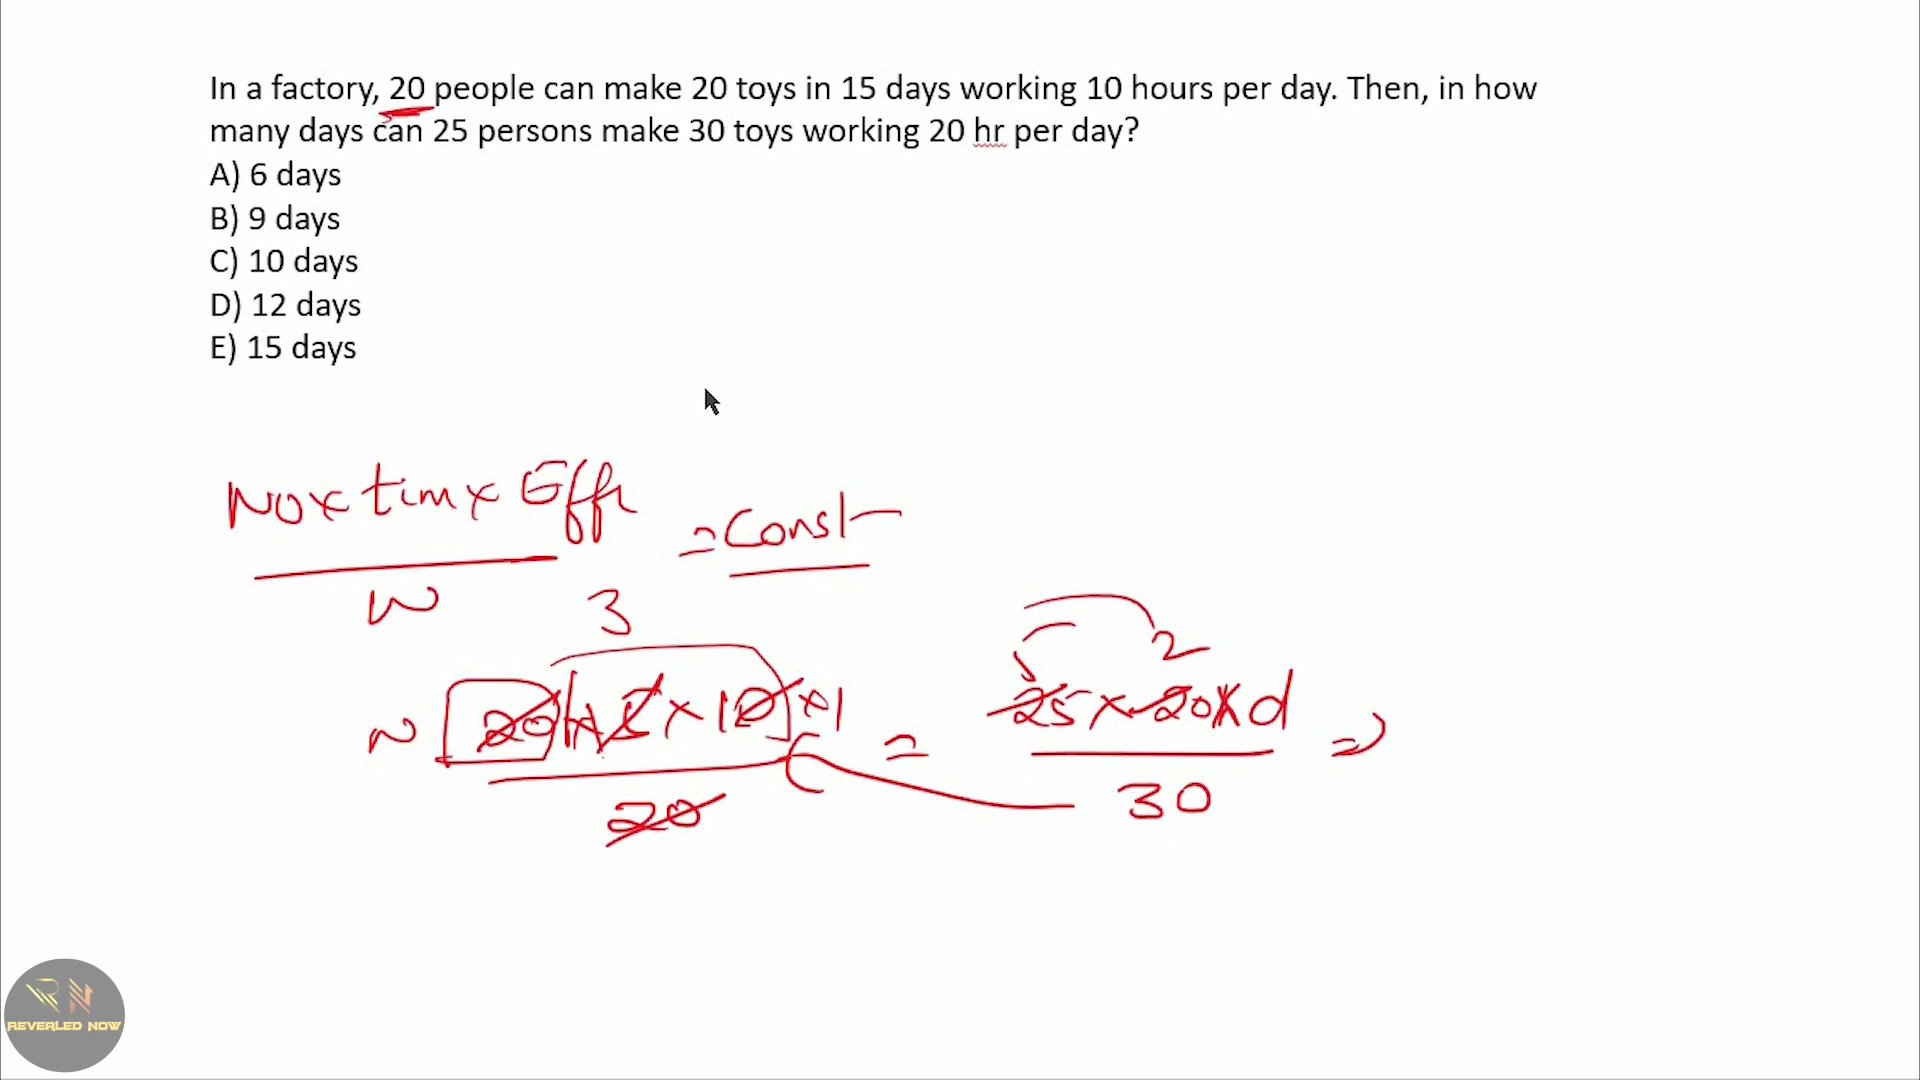 In a factory, 20 people can make 20 toys in 15 days working 10 hours per day. Then, in how
many days can 25 persons make 30 toys working 20 hr per day?
A) 6 days
B) 9 days
C) 10 days
D) 12 days
E) 15 days
No x tim x Effi
= Const
W
3
2
N 20 x 15 x 10 x 1 = 25 x 20 x d ⇒
20
30
REVERLED NOW